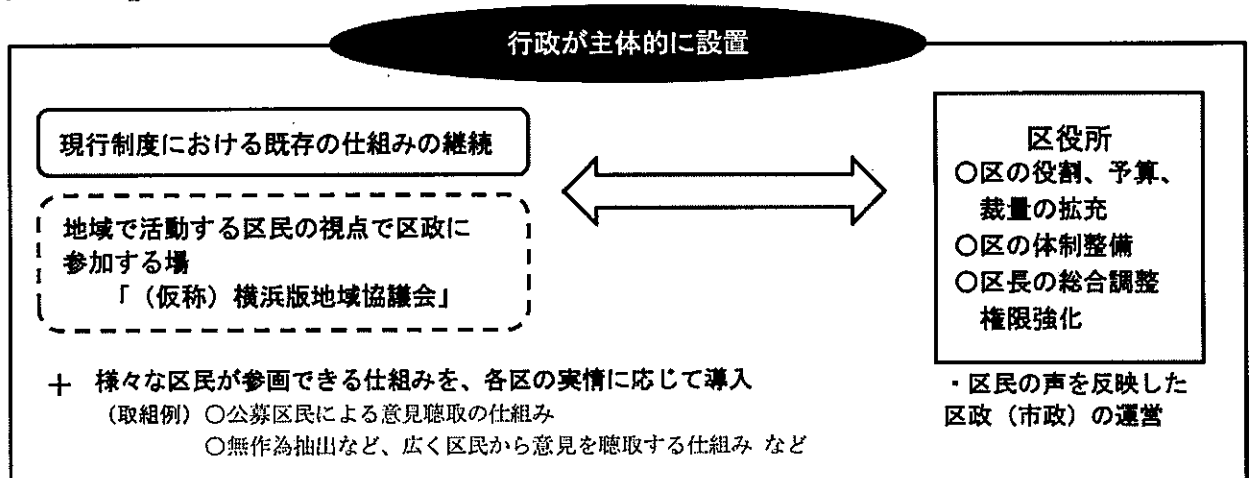 行政が主体的に設置
現行制度における既存の仕組みの継続
地域で活動する区民の視点で区政に
参加する場
「（仮称）横浜版地域協議会」
＋ 様々な区民が参画できる仕組みを、各区の実情に応じて導入
（取組例）○公募区民による意見聴取の仕組み
○無作為抽出など、広く区民から意見を聴取する仕組み など
区役所
○区の役割、予算、
裁量の拡充
○区の体制整備
○区長の総合調整
権限強化
・区民の声を反映した
区政（市政）の運営